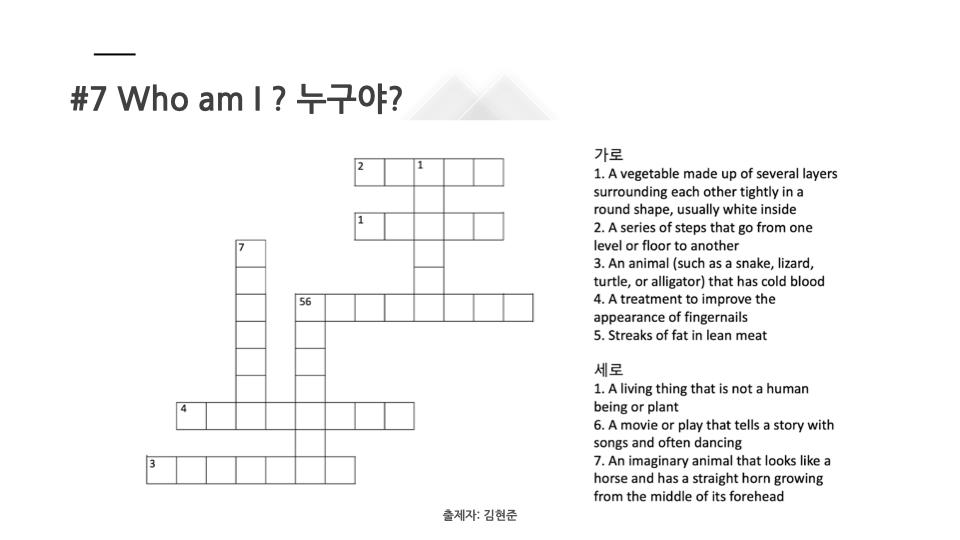 #7 Who am I ? 누구야?
2
1
1
7
56
4
3
가로
1. A vegetable made up of several layers
surrounding each other tightly in a
round shape, usually white inside
2. A series of steps that go from one
level or floor to another
3. An animal (such as a snake, lizard,
turtle, or alligator) that has cold blood
4. A treatment to improve the
appearance of fingernails
5. Streaks of fat in lean meat
세로
1. A living thing that is not a human
being or plant
6. A movie or play that tells a story with
songs and often dancing
7. An imaginary animal that looks like a
horse and has a straight horn growing
from the middle of its forehead
출제자: 김현준